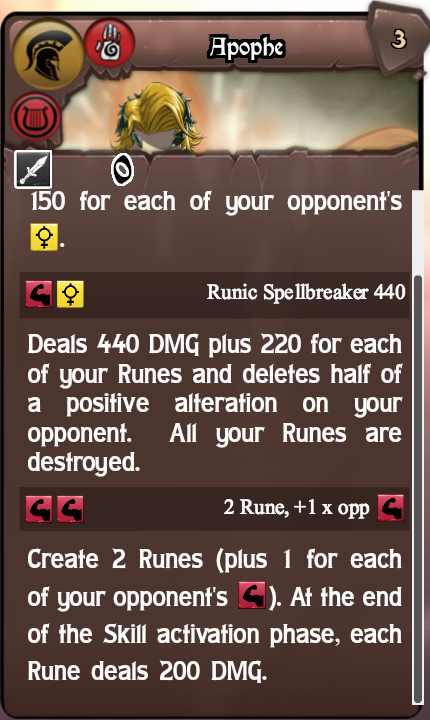 Apophe
3
0
150 for each of your opponent's
.
Runic Spellbreaker 440
Deals 440 DMG plus 220 for each
of your Runes and deletes half of
a positive alteration on your
opponent. All your Runes are
destroyed.
2 Rune, +1 x opp
Create 2 Runes (plus 1 for each
of your opponent's ). At the end
of the Skill activation phase, each
Rune deals 200 DMG.